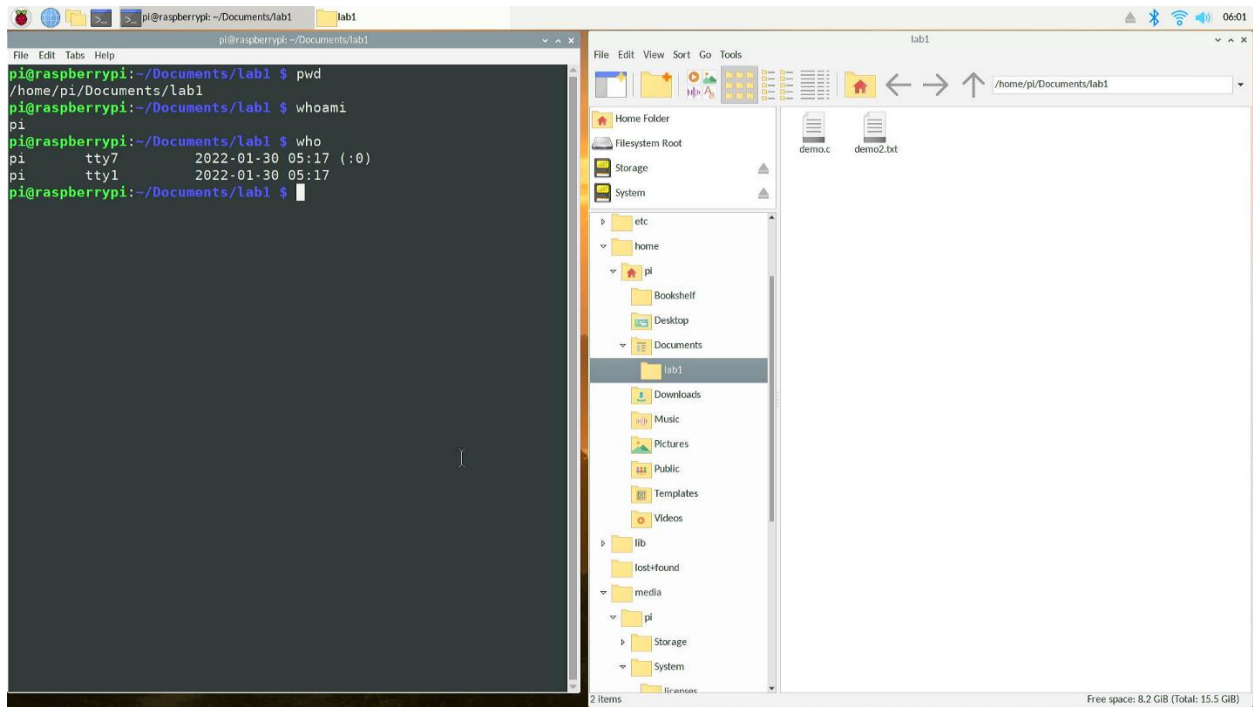 pi@raspberrypi: ~/Documents/lab1 lab1 06:01
pi@raspberrypi: ~/Documents/lab1
File Edit Tabs Help
pi@raspberrypi:~/Documents/lab1 $ pwd
/home/pi/Documents/lab1
pi@raspberrypi:~/Documents/lab1 $ whoami
pi
pi@raspberrypi:~/Documents/lab1 $ who
pi tty7 2022-01-30 05:17 (:0)
pi tty1 2022-01-30 05:17
pi@raspberrypi:~/Documents/lab1 $
lab1
File Edit View Sort Go Tools
/home/pi/Documents/lab1
Home Folder
Filesystem Root
Storage
System
etc
home
pi
Bookshelf
Desktop
Documents
lab1
Downloads
Music
Pictures
Public
Templates
Videos
lib
lost+found
media
pi
Storage
System
licenses
demo.c demo2.txt
2 items Free space: 8.2 GiB (Total: 15.5 GiB)